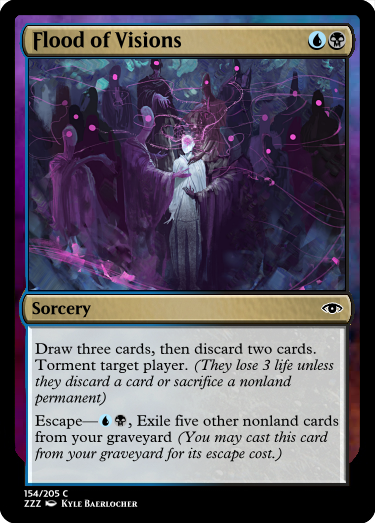 Flood of Visions
Sorcery
Draw three cards, then discard two cards.
Torment target player. (They lose 3 life unless
they discard a card or sacrifice a nonland
permanent)
Escape—, Exile five other nonland cards
from your graveyard (You may cast this card
from your graveyard for its escape cost.)
154/205 C
ZZZ Kyle Baerlocher